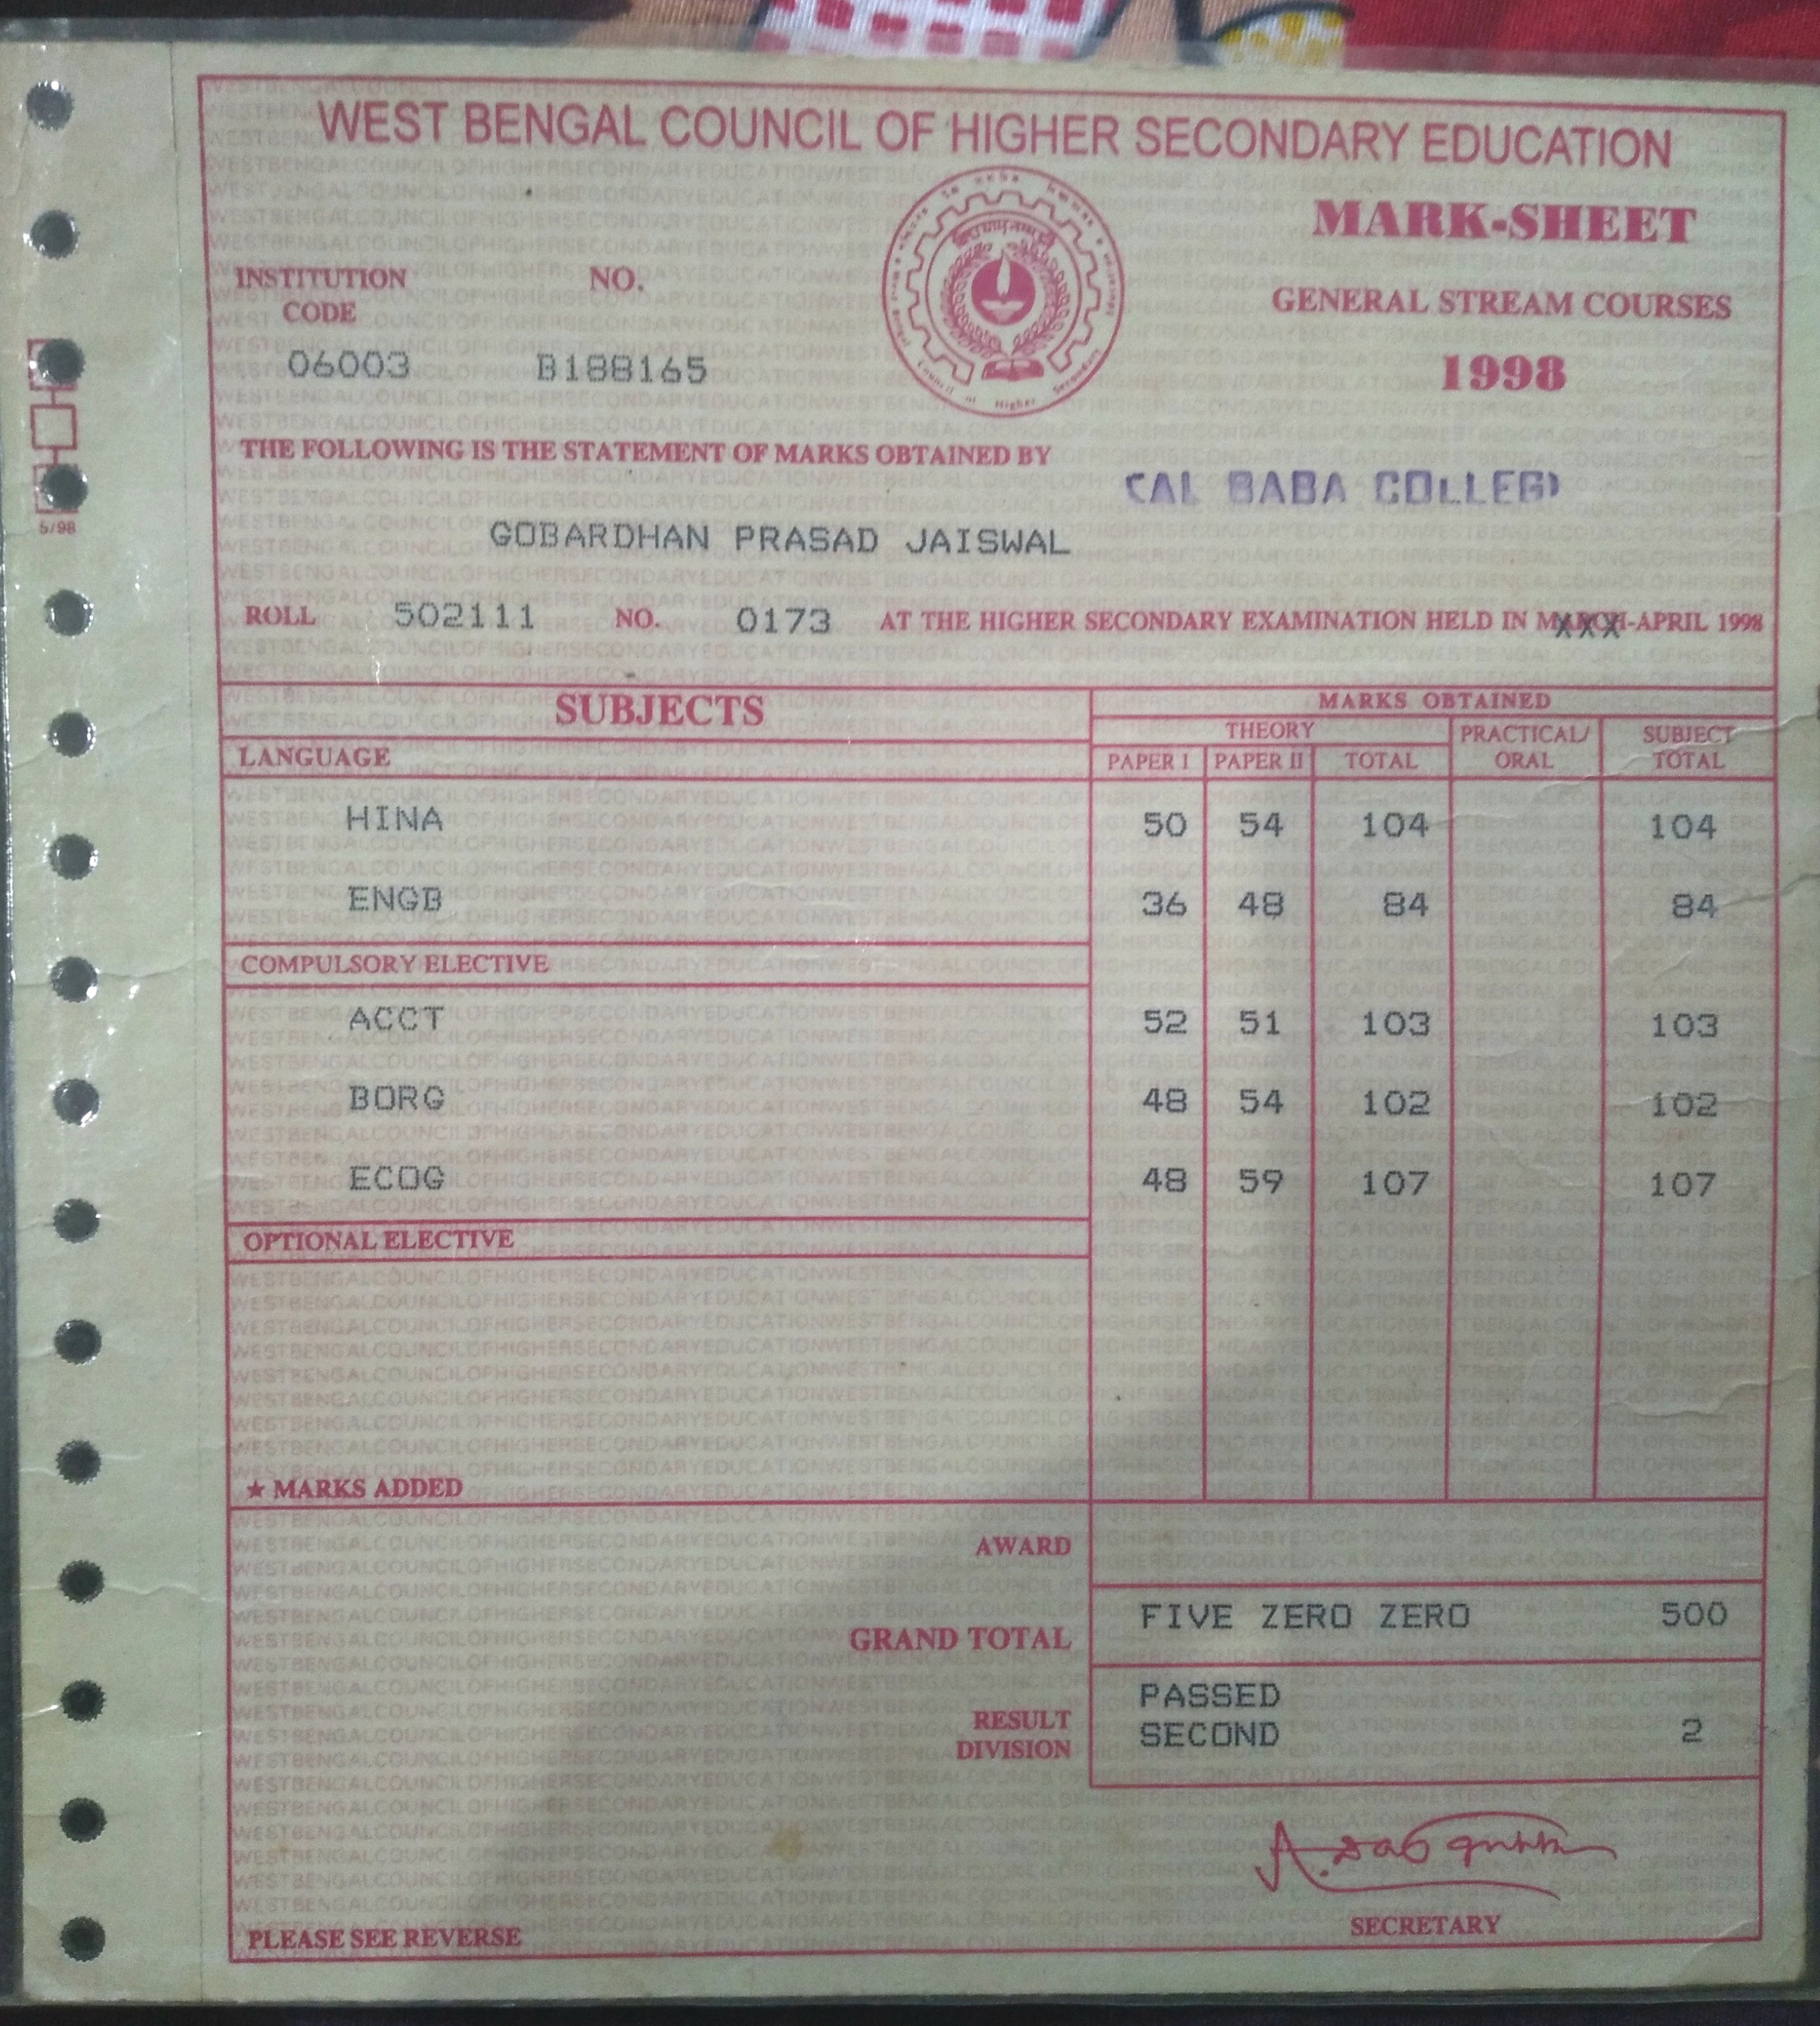 WEST BENGAL COUNCIL OF HIGHER SECONDARY EDUCATION
MARK-SHEET
INSTITUTION CODE NO.
GENERAL STREAM COURSES
06003 B188165
1998
THE FOLLOWING IS THE STATEMENT OF MARKS OBTAINED BY
LAL BABA COLLEGE
GOBARDHAN PRASAD JAISWAL
5/98
ROLL 502111 NO. 0173 AT THE HIGHER SECONDARY EXAMINATION HELD IN MARCH-APRIL 1998
SUBJECTS MARKS OBTAINED
THEORY PRACTICAL/ORAL SUBJECT TOTAL
LANGUAGE PAPER I PAPER II TOTAL
HINA 50 54 104 104
ENGB 36 48 84 84
COMPULSORY ELECTIVE
ACCT 52 51 103 103
BORG 48 54 102 102
ECOG 48 59 107 107
OPTIONAL ELECTIVE
★ MARKS ADDED
AWARD
GRAND TOTAL FIVE ZERO ZERO 500
RESULT PASSED
DIVISION SECOND 2
SECRETARY
PLEASE SEE REVERSE